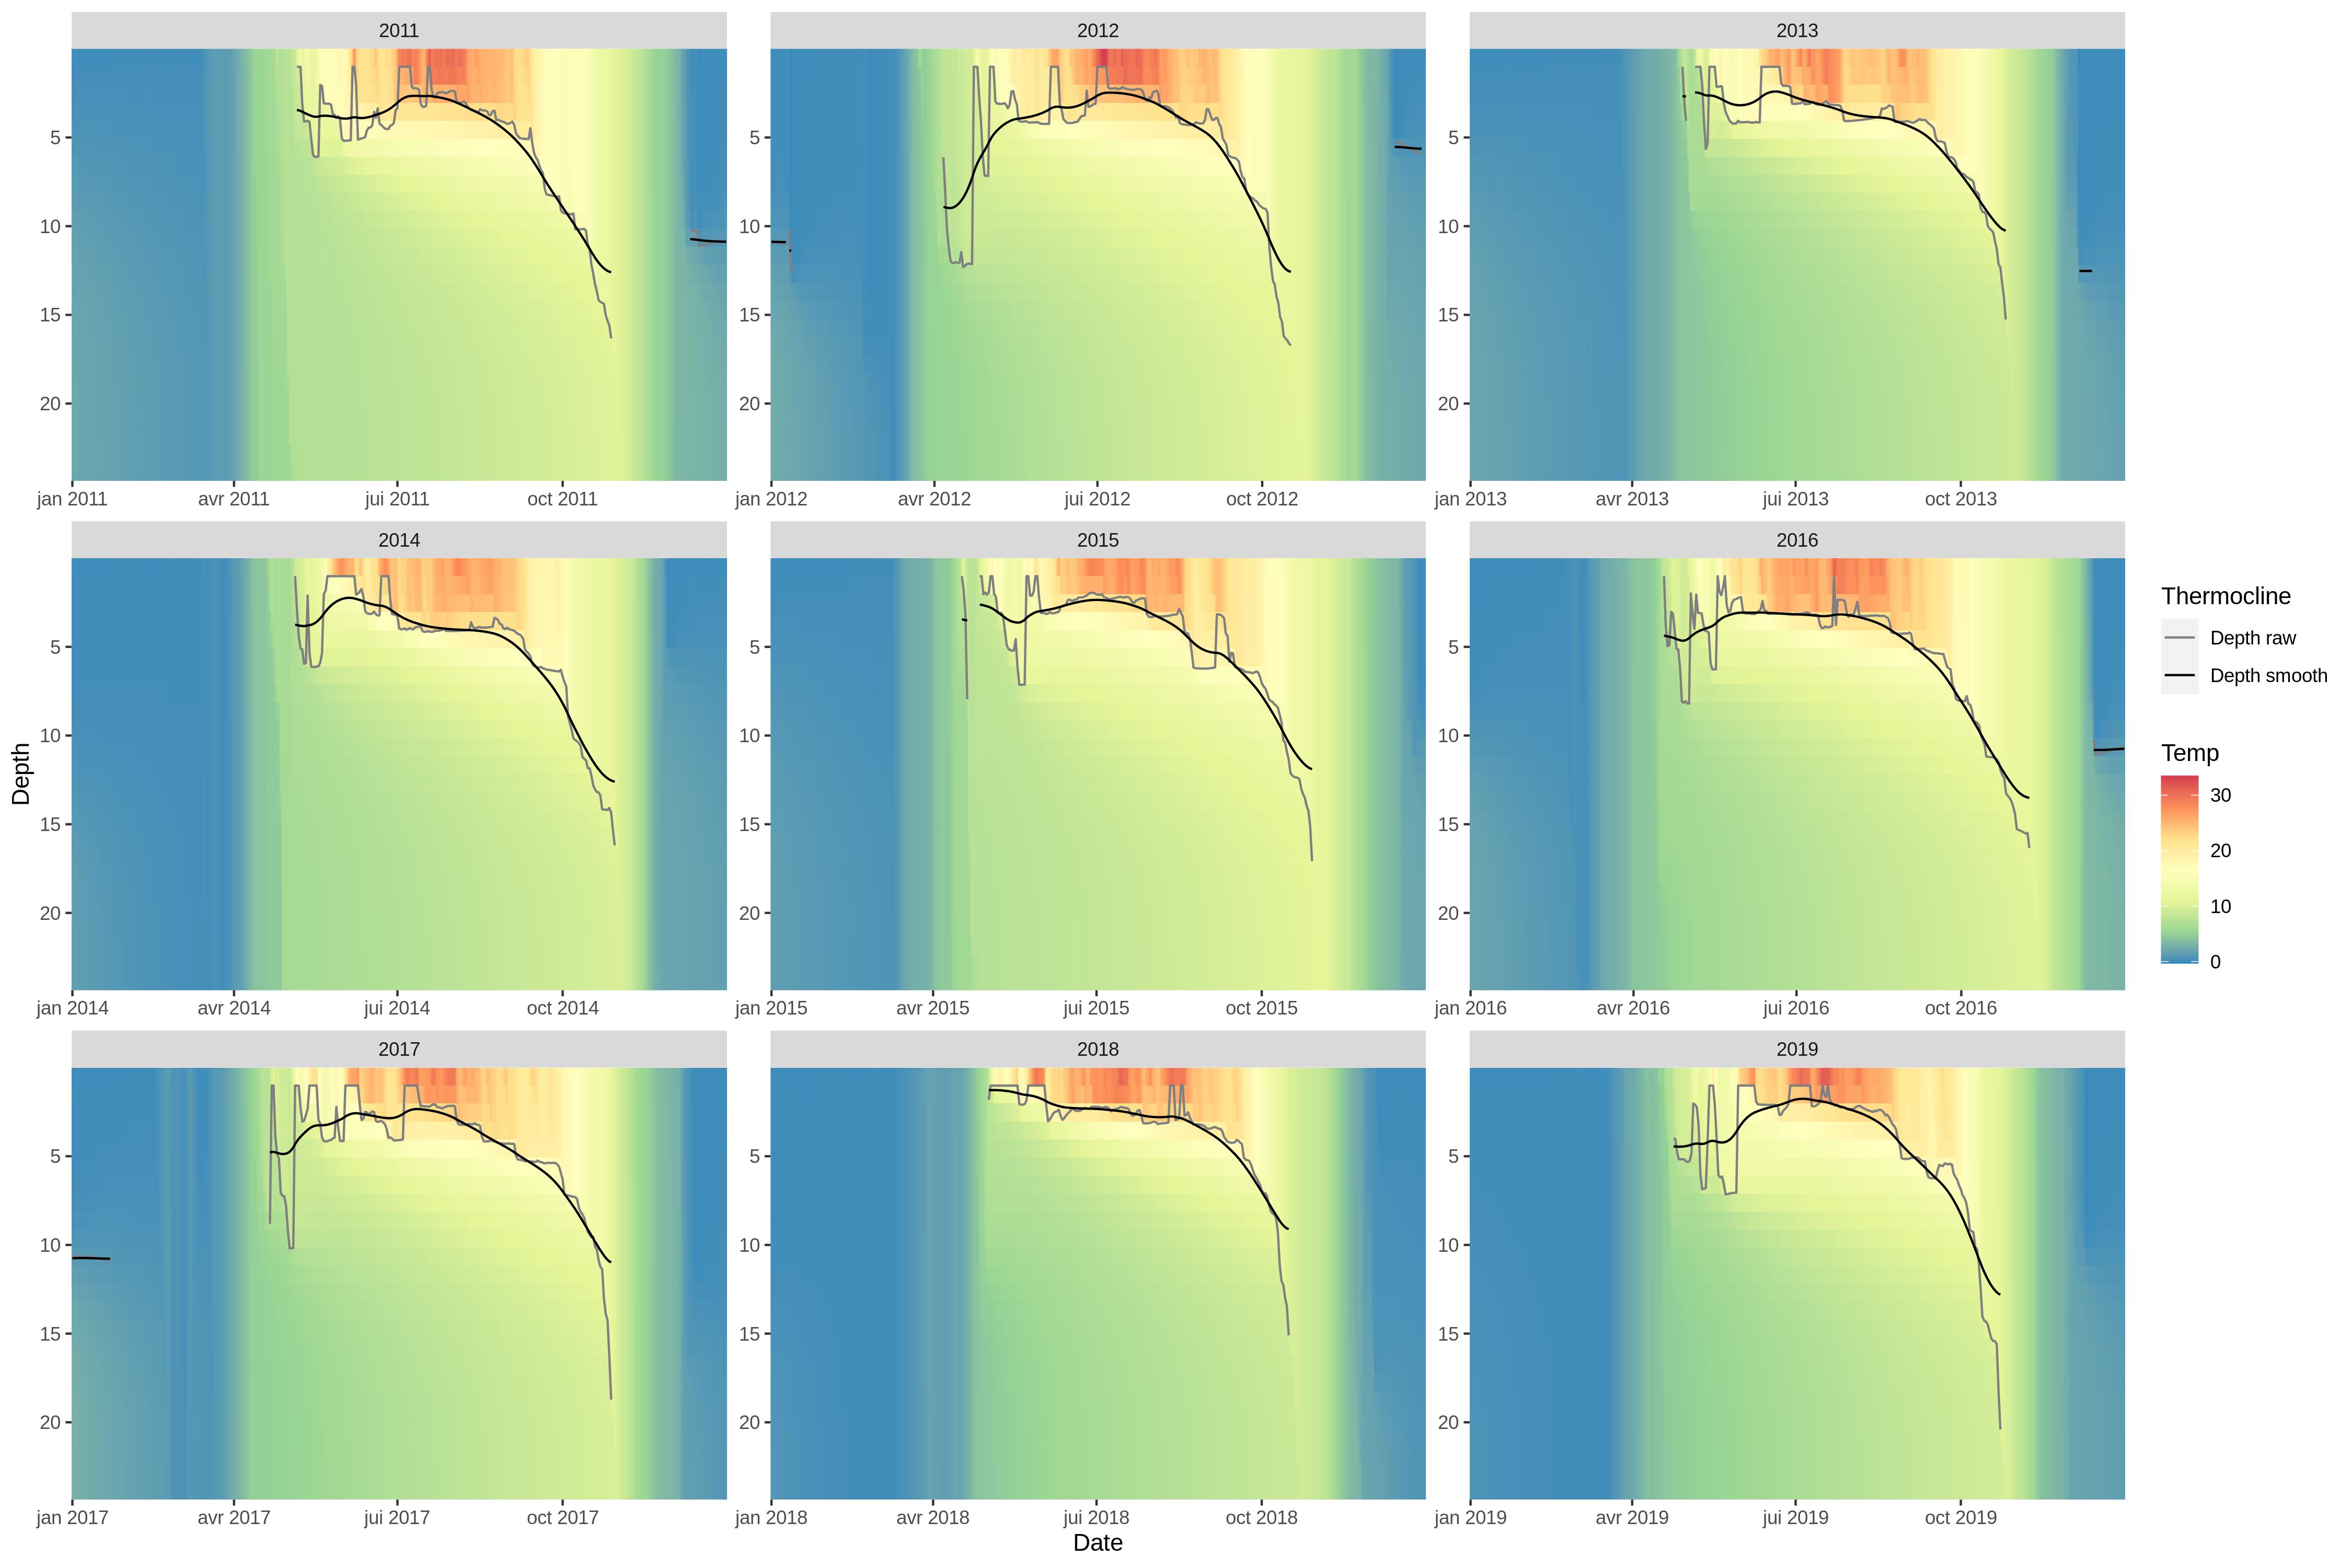 2011
2012
2013
5
10
15
20
5
10
15
20
5
10
15
20
jan 2011
avr 2011
jui 2011
oct 2011
jan 2012
avr 2012
jui 2012
oct 2012
jan 2013
avr 2013
jui 2013
oct 2013
2014
2015
2016
5
10
15
20
5
10
15
20
5
10
15
20
jan 2014
avr 2014
jui 2014
oct 2014
jan 2015
avr 2015
jui 2015
oct 2015
jan 2016
avr 2016
jui 2016
oct 2016
2017
2018
2019
5
10
15
20
5
10
15
20
5
10
15
20
jan 2017
avr 2017
jui 2017
oct 2017
jan 2018
avr 2018
jui 2018
oct 2018
jan 2019
avr 2019
jui 2019
oct 2019
Depth
Date
Thermocline
Depth raw
Depth smooth
Temp
30
20
10
0